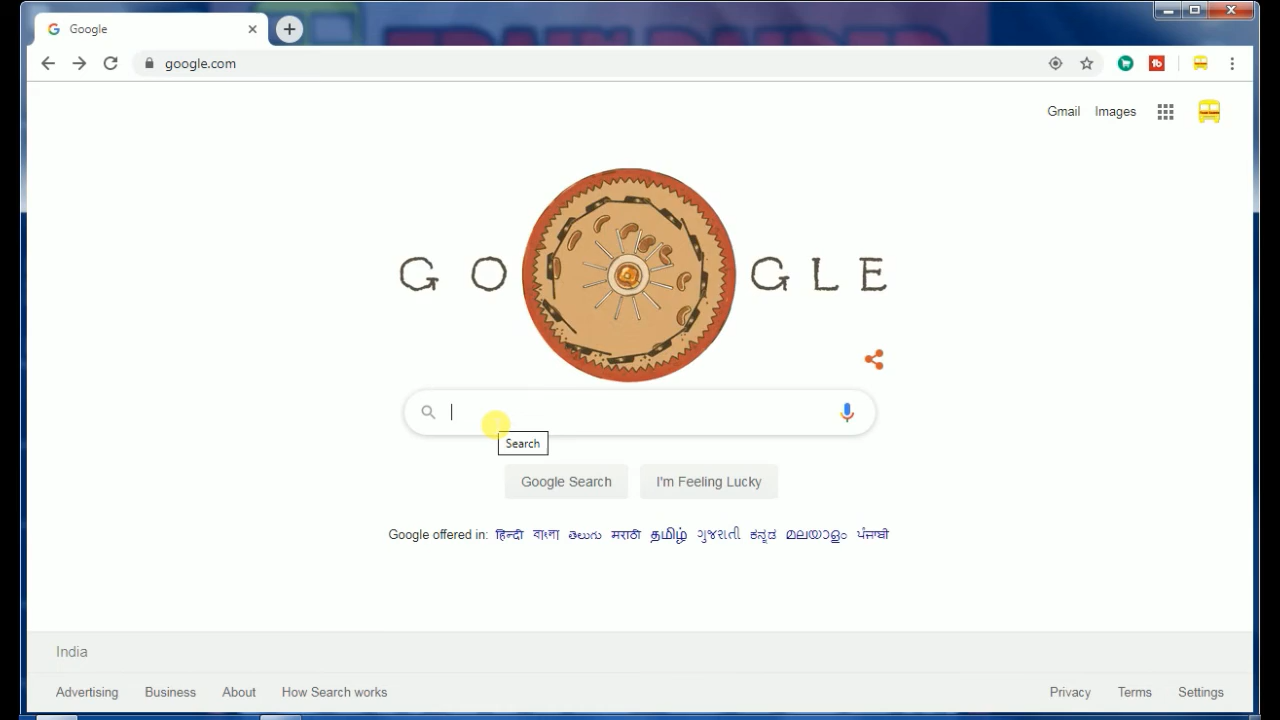 Google
google.com
Gmail Images
G O GLE
Search
Google Search I'm Feeling Lucky
Google offered in: हिन्दी বাংলা తెలుగు मराठी தமிழ் ગુજરાતી ಕನ್ನಡ മലയാളം ਪੰਜਾਬੀ
India
Advertising Business About How Search works Privacy Terms Settings